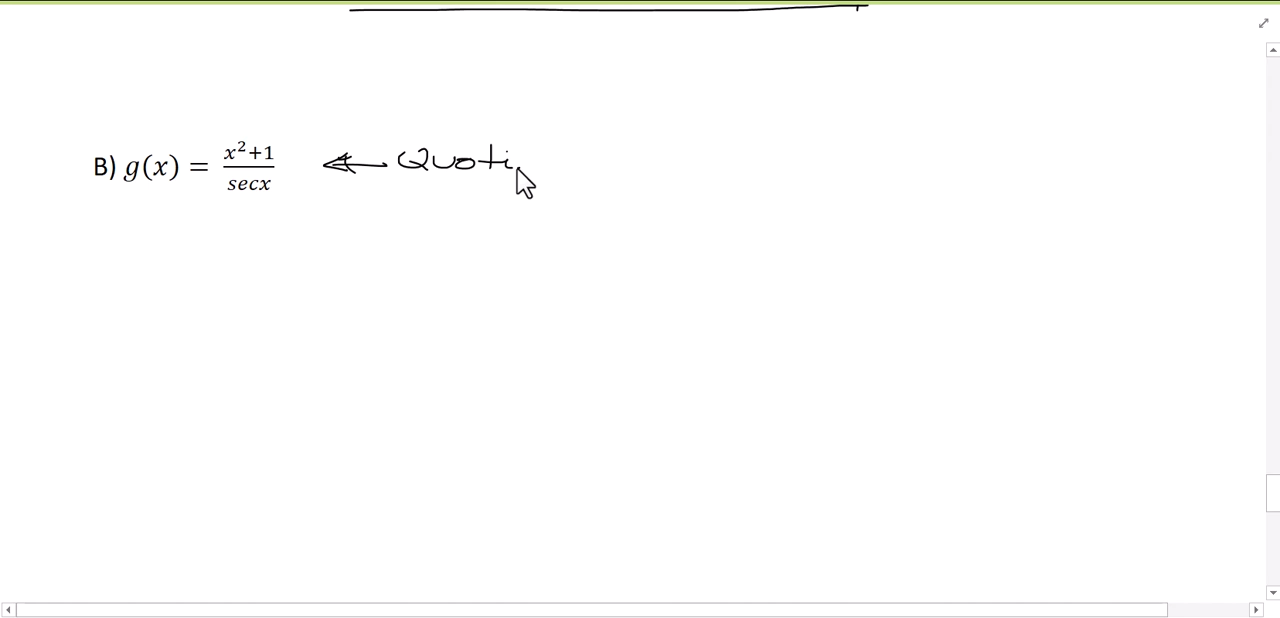 B) g(x) = x²+1 / secx ← Quoti